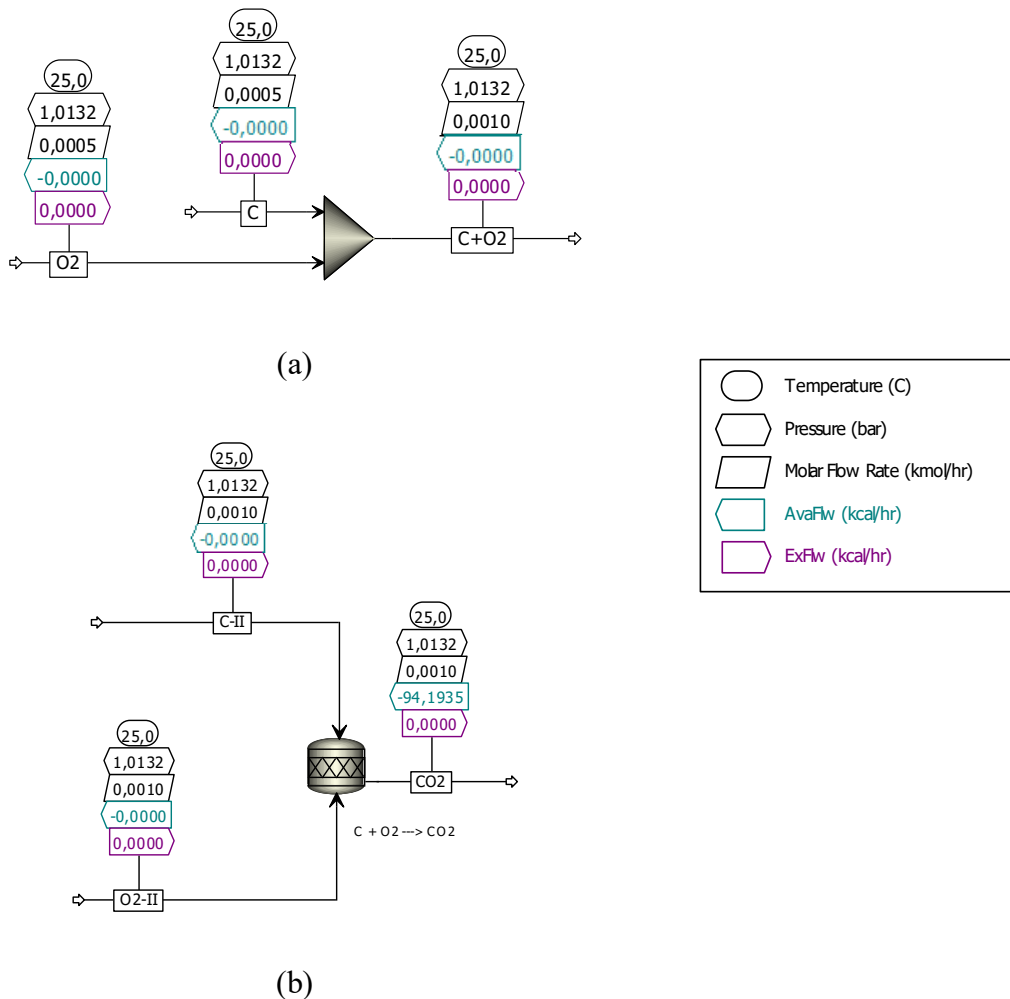 25,0
1,0132
0,0005
-0,0000
0,0000
O2
25,0
1,0132
0,0005
-0,0000
0,0000
C
25,0
1,0132
0,0010
-0,0000
0,0000
C+O2
(a)
Temperature (C)
Pressure (bar)
Molar Flow Rate (kmol/hr)
AvaFlw (kcal/hr)
ExFlw (kcal/hr)
25,0
1,0132
0,0010
-0,0000
0,0000
C-II
25,0
1,0132
0,0010
-94,1935
0,0000
CO2
25,0
1,0132
0,0010
-0,0000
0,0000
O2-II
C + O2 ---> CO2
(b)